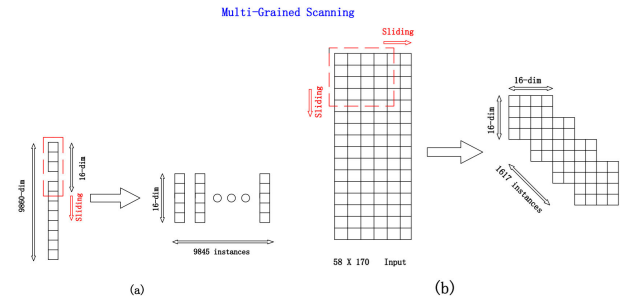 Multi-Grained Scanning
9860-dim
16-dim
Sliding
16-dim
9845 instances
(a)
Sliding
Sliding
58 X 170 Input
16-dim
16-dim
1617 instances
(b)